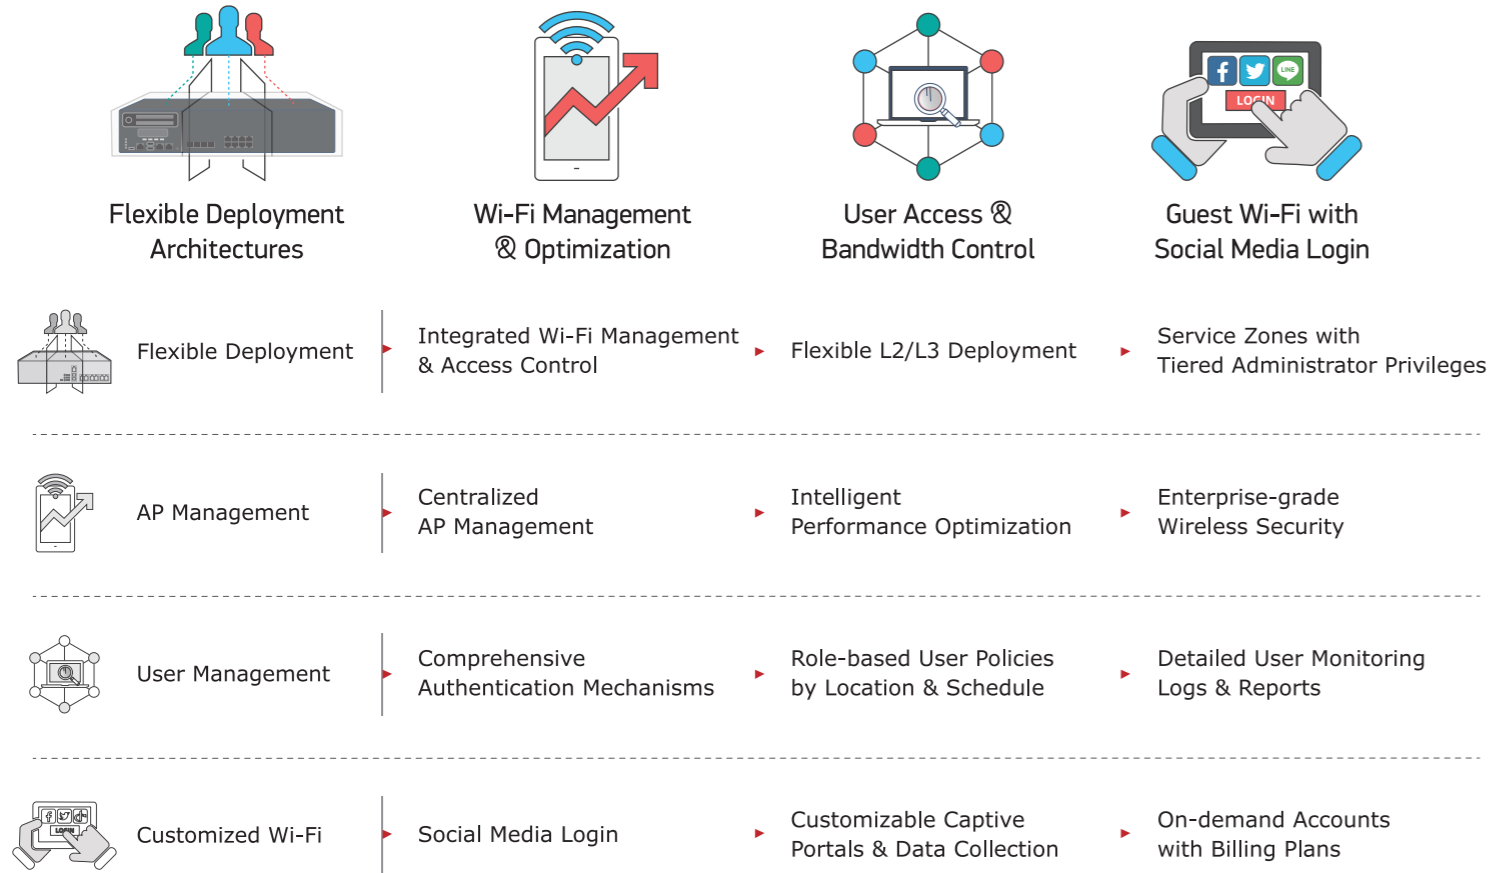 LINE
LOGIN
Flexible Deployment
Architectures
Wi-Fi Management
& Optimization
User Access &
Bandwidth Control
Guest Wi-Fi with
Social Media Login
Flexible Deployment
Integrated Wi-Fi Management
& Access Control
Flexible L2/L3 Deployment
Service Zones with
Tiered Administrator Privileges
AP Management
Centralized
AP Management
Intelligent
Performance Optimization
Enterprise-grade
Wireless Security
User Management
Comprehensive
Authentication Mechanisms
Role-based User Policies
by Location & Schedule
Detailed User Monitoring
Logs & Reports
LOGIN
Customized Wi-Fi
Social Media Login
Customizable Captive
Portals & Data Collection
On-demand Accounts
with Billing Plans